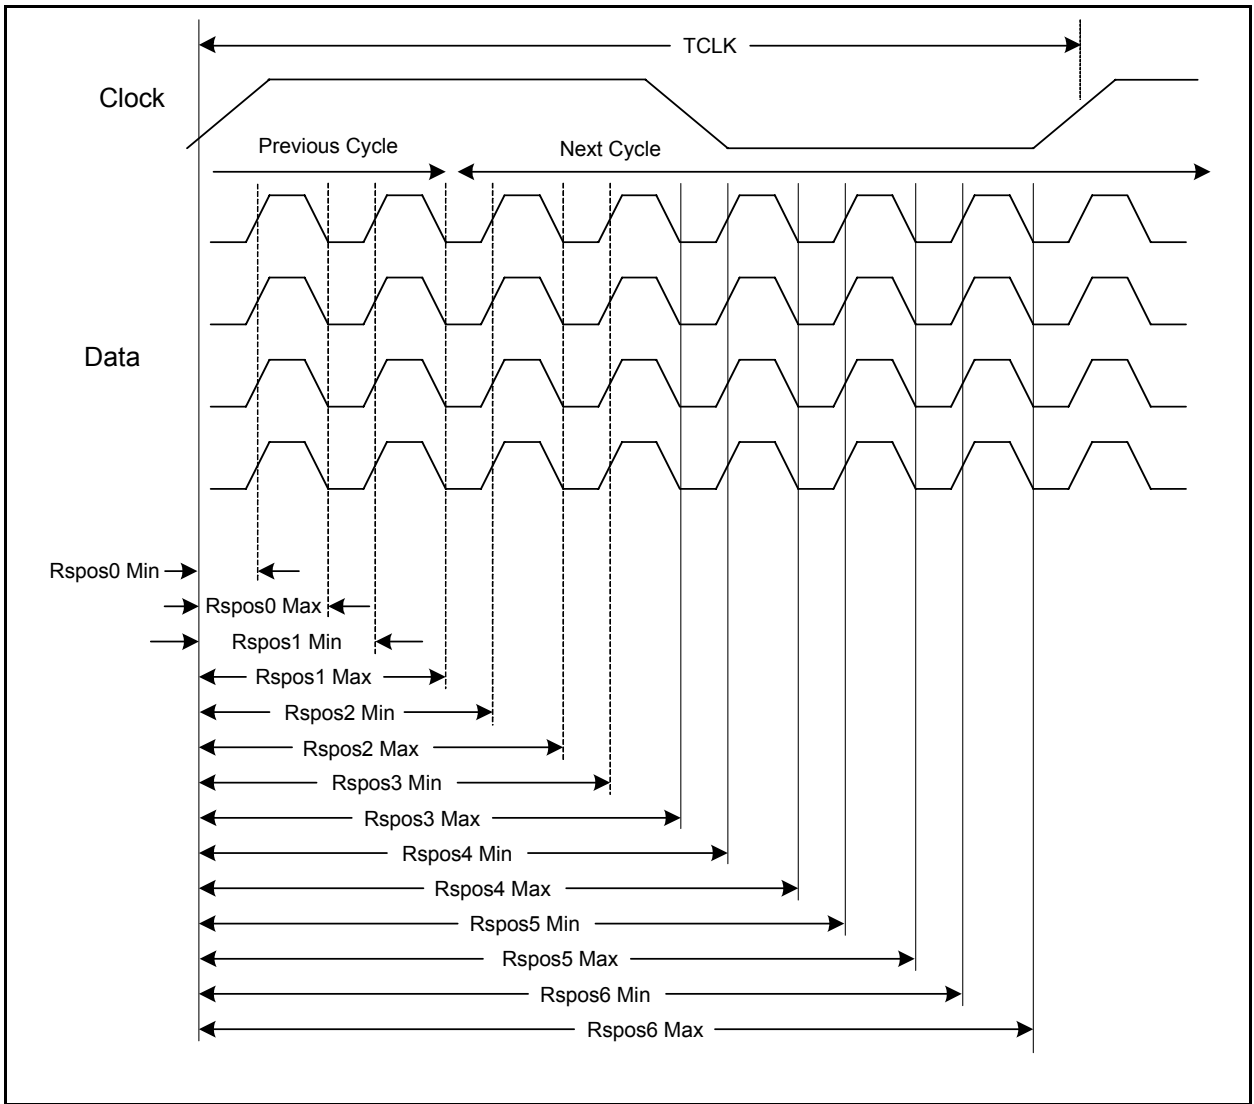 TCLK
Clock
Previous Cycle
Next Cycle
Data
Rspos0 Min
Rspos0 Max
Rspos1 Min
Rspos1 Max
Rspos2 Min
Rspos2 Max
Rspos3 Min
Rspos3 Max
Rspos4 Min
Rspos4 Max
Rspos5 Min
Rspos5 Max
Rspos6 Min
Rspos6 Max